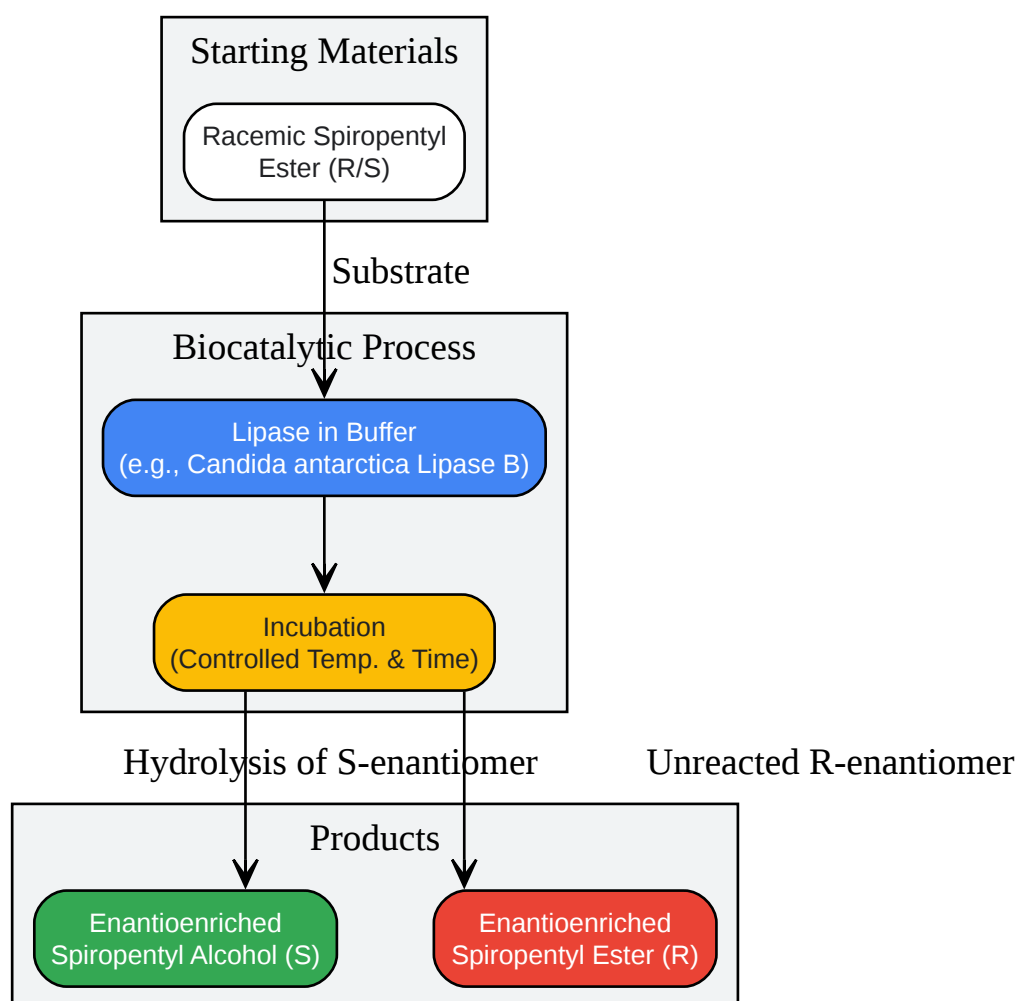 Starting Materials
Racemic Spiropentyl
Ester (R/S)
Substrate
Biocatalytic Process
Lipase in Buffer
(e.g., Candida antarctica Lipase B)
Incubation
(Controlled Temp. & Time)
Hydrolysis of S-enantiomer
Unreacted R-enantiomer
Products
Enantioenriched
Spiropentyl Alcohol (S)
Enantioenriched
Spiropentyl Ester (R)